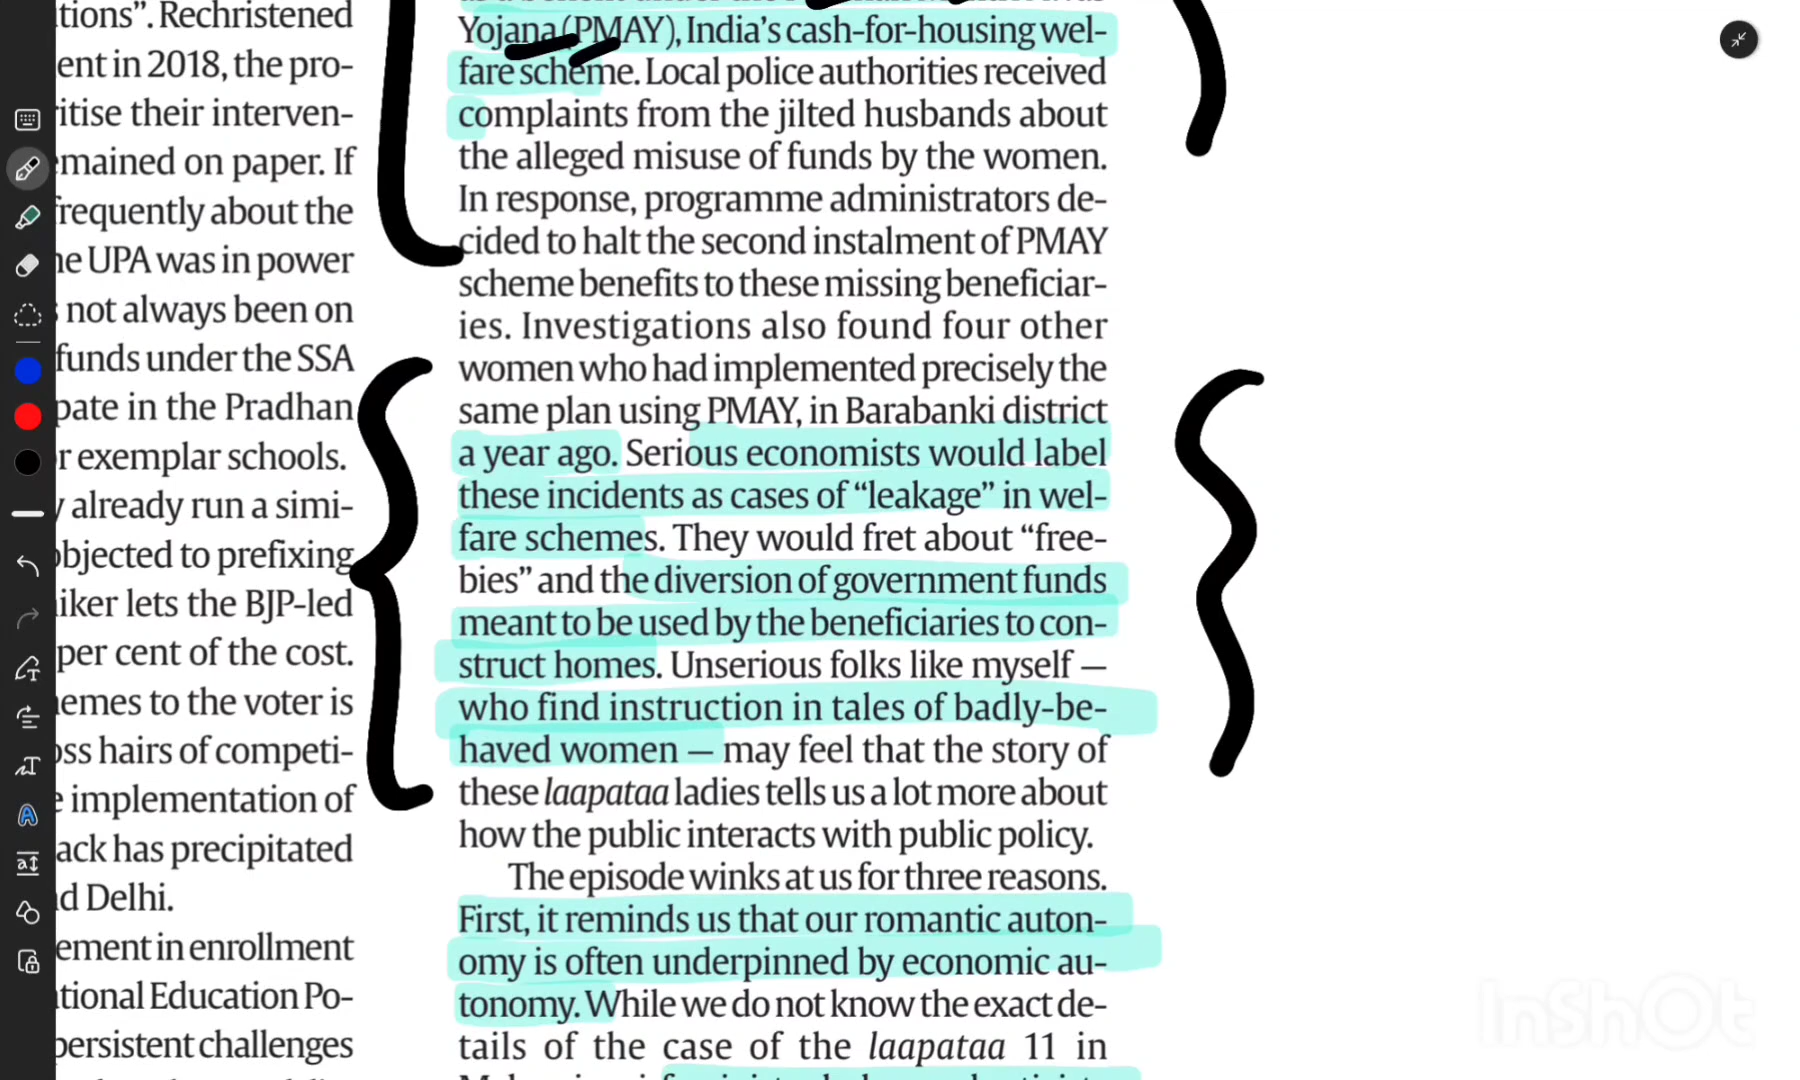 tions”. Rechristened
ent in 2018, the pro-
ritise their interven-
emained on paper. If
frequently about the
he UPA was in power
s not always been on
funds under the SSA
pate in the Pradhan
or exemplar schools.
y already run a simi-
objected to prefixing
iker lets the BJP-led
per cent of the cost.
emes to the voter is
oss hairs of competi-
e implementation of
ack has precipitated
d Delhi.
ement in enrollment
tional Education Po-
persistent challenges
Yojana (PMAY), India’s cash-for-housing wel-
fare scheme. Local police authorities received
complaints from the jilted husbands about
the alleged misuse of funds by the women.
In response, programme administrators de-
cided to halt the second instalment of PMAY
scheme benefits to these missing beneficiar-
ies. Investigations also found four other
women who had implemented precisely the
same plan using PMAY, in Barabanki district
a year ago. Serious economists would label
these incidents as cases of “leakage” in wel-
fare schemes. They would fret about “free-
bies” and the diversion of government funds
meant to be used by the beneficiaries to con-
struct homes. Unserious folks like myself —
who find instruction in tales of badly-be-
haved women — may feel that the story of
these laapataa ladies tells us a lot more about
how the public interacts with public policy.
The episode winks at us for three reasons.
First, it reminds us that our romantic auton-
omy is often underpinned by economic au-
tonomy. While we do not know the exact de-
tails of the case of the laapataa 11 in
InShOt